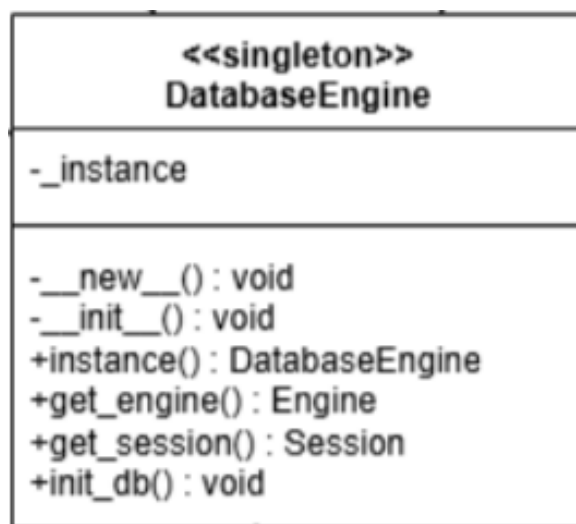 <<singleton>>
DatabaseEngine
-_instance
-__new__() : void
-__init__() : void
+instance() : DatabaseEngine
+get_engine() : Engine
+get_session() : Session
+init_db() : void